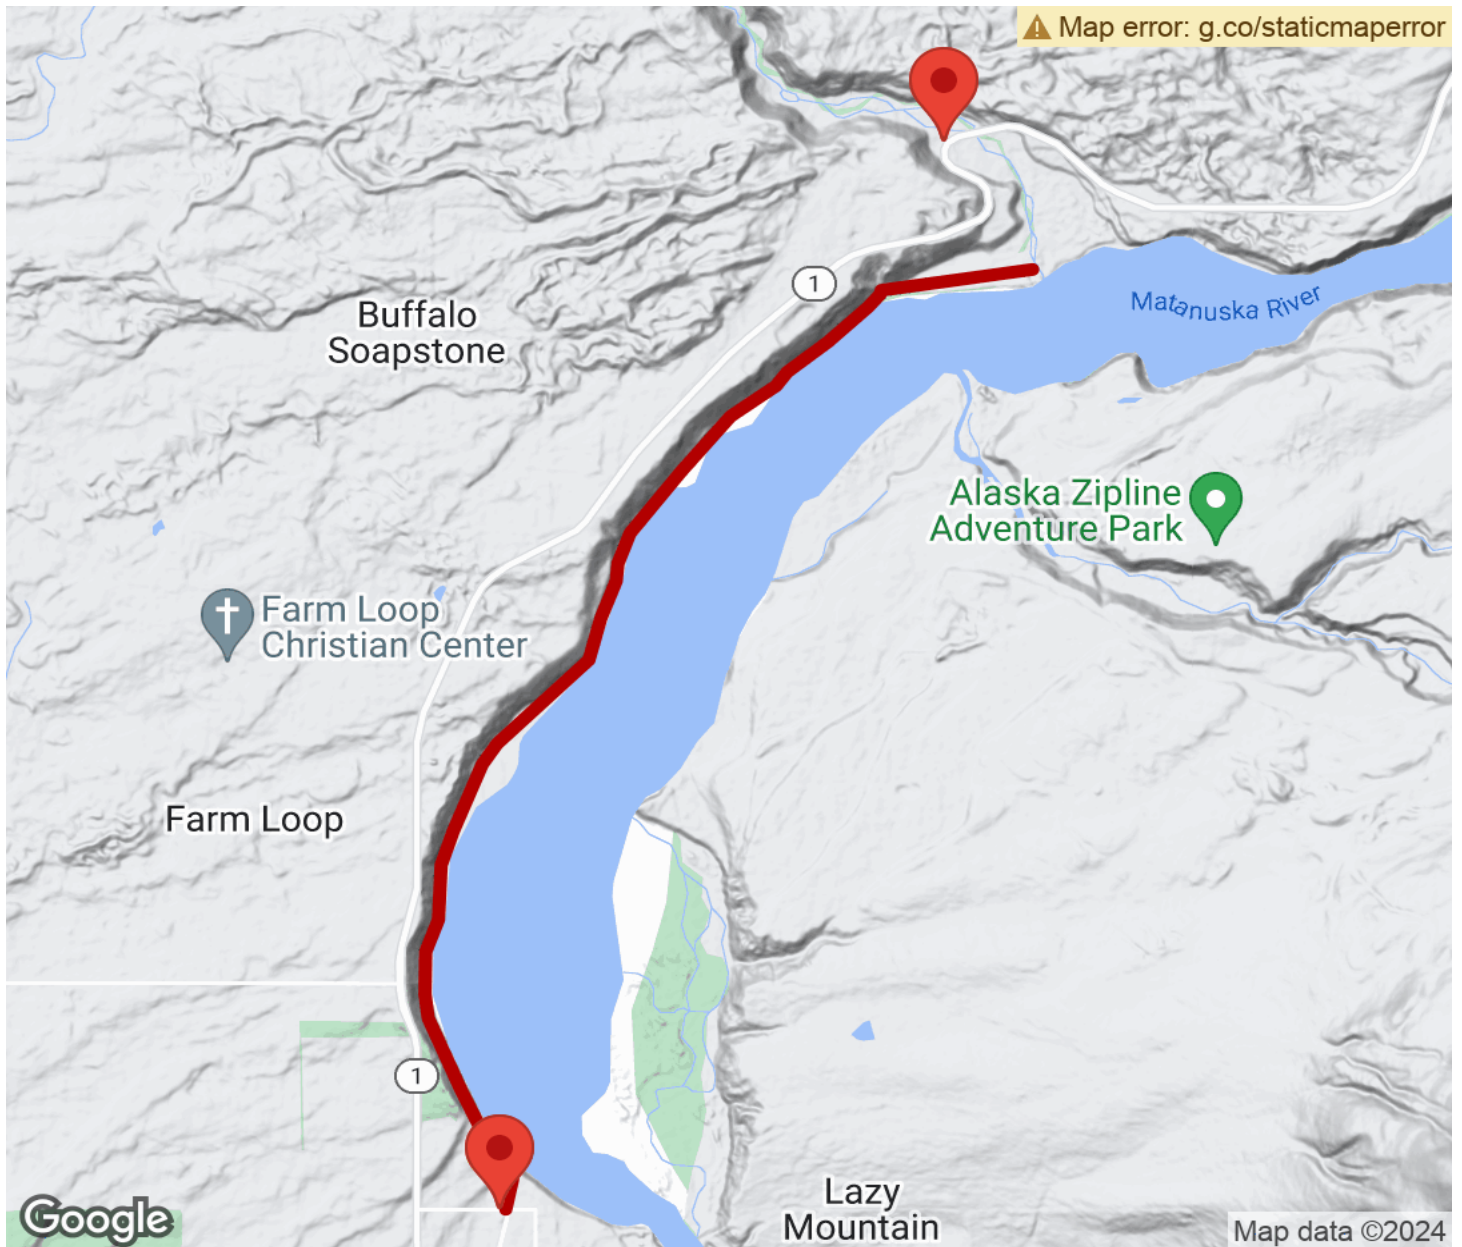 Map error: g.co/staticmaperror
1
Matanuska River
Buffalo
Soapstone
Alaska Zipline
Adventure Park
Farm Loop
Christian Center
Farm Loop
1
Lazy
Mountain
Google
Map data ©2024